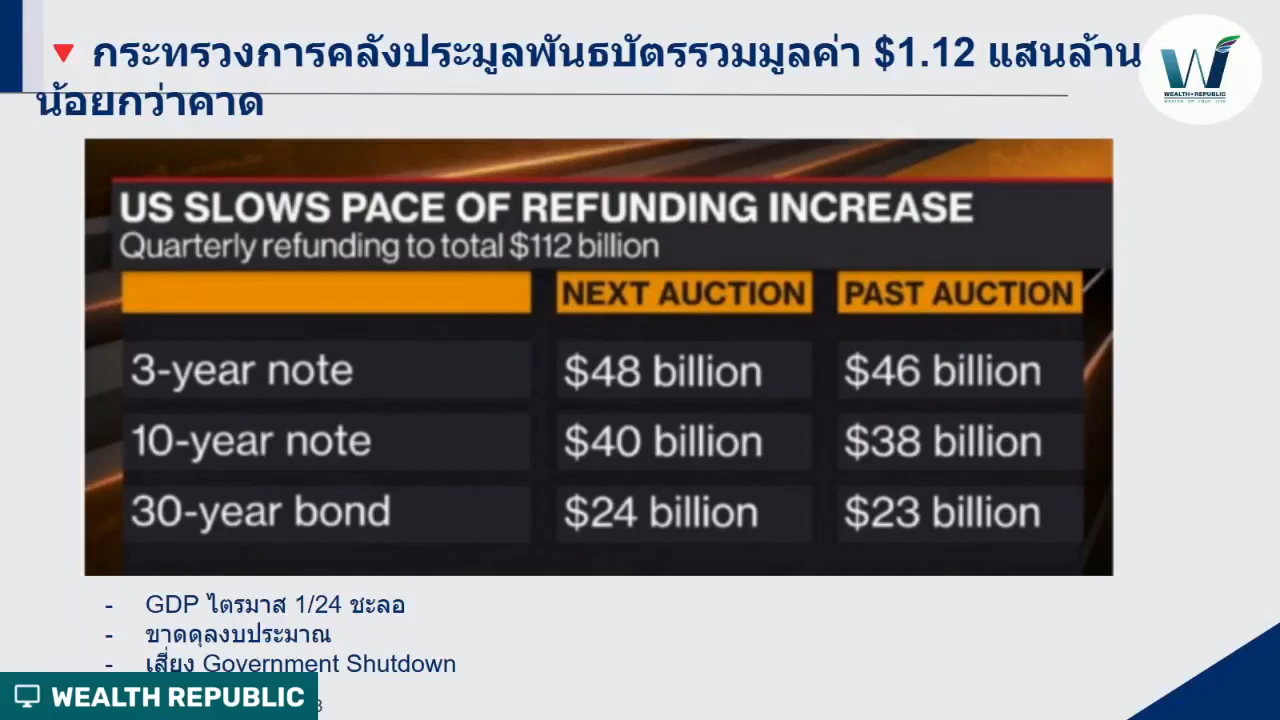 กระทรวงการคลังประมูลพันธบัตรรวมมูลค่า $1.12 แสนล้าน
น้อยกว่าคาด
WEALTH REPUBLIC
US SLOWS PACE OF REFUNDING INCREASE
Quarterly refunding to total $112 billion
NEXT AUCTION PAST AUCTION
3-year note $48 billion $46 billion
10-year note $40 billion $38 billion
30-year bond $24 billion $23 billion
- GDP ไตรมาส 1/24 ชะลอ
- ขาดดุลงบประมาณ
- เสี่ยง Government Shutdown
WEALTH REPUBLIC